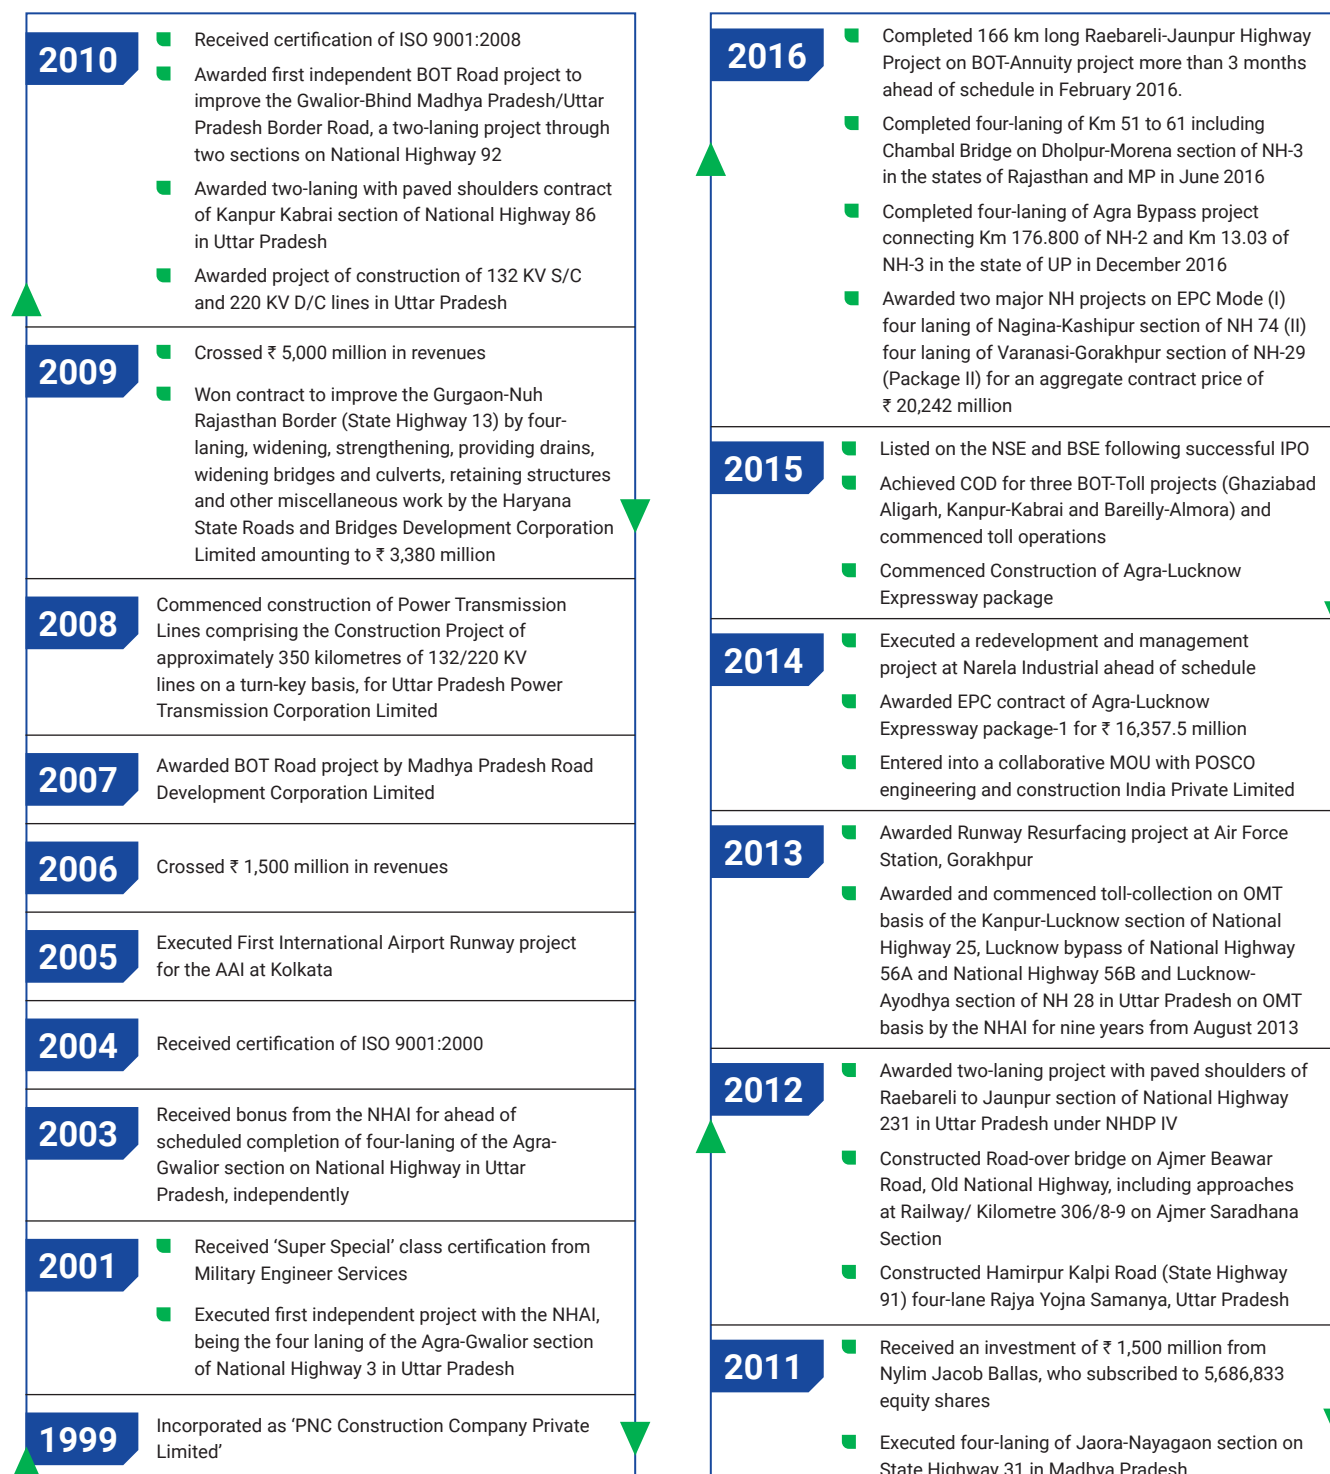 2010
Received certification of ISO 9001:2008
Awarded first independent BOT Road project to
improve the Gwalior-Bhind Madhya Pradesh/Uttar
Pradesh Border Road, a two-laning project through
two sections on National Highway 92
Awarded two-laning with paved shoulders contract
of Kanpur Kabrai section of National Highway 86
in Uttar Pradesh
Awarded project of construction of 132 KV S/C
and 220 KV D/C lines in Uttar Pradesh
2009
Crossed ₹ 5,000 million in revenues
Won contract to improve the Gurgaon-Nuh
Rajasthan Border (State Highway 13) by four-
laning, widening, strengthening, providing drains,
widening bridges and culverts, retaining structures
and other miscellaneous work by the Haryana
State Roads and Bridges Development Corporation
Limited amounting to ₹ 3,380 million
2008
Commenced construction of Power Transmission
Lines comprising the Construction Project of
approximately 350 kilometres of 132/220 KV
lines on a turn-key basis, for Uttar Pradesh Power
Transmission Corporation Limited
2007
Awarded BOT Road project by Madhya Pradesh Road
Development Corporation Limited
2006
Crossed ₹ 1,500 million in revenues
2005
Executed First International Airport Runway project
for the AAI at Kolkata
2004
Received certification of ISO 9001:2000
2003
Received bonus from the NHAI for ahead of
scheduled completion of four-laning of the Agra-
Gwalior section on National Highway in Uttar
Pradesh, independently
2001
Received ‘Super Special’ class certification from
Military Engineer Services
Executed first independent project with the NHAI,
being the four laning of the Agra-Gwalior section
of National Highway 3 in Uttar Pradesh
1999
Incorporated as ‘PNC Construction Company Private
Limited’
2016
Completed 166 km long Raebareli-Jaunpur Highway
Project on BOT-Annuity project more than 3 months
ahead of schedule in February 2016.
Completed four-laning of Km 51 to 61 including
Chambal Bridge on Dholpur-Morena section of NH-3
in the states of Rajasthan and MP in June 2016
Completed four-laning of Agra Bypass project
connecting Km 176.800 of NH-2 and Km 13.03 of
NH-3 in the state of UP in December 2016
Awarded two major NH projects on EPC Mode (I)
four laning of Nagina-Kashipur section of NH 74 (II)
four laning of Varanasi-Gorakhpur section of NH-29
(Package II) for an aggregate contract price of
₹ 20,242 million
2015
Listed on the NSE and BSE following successful IPO
Achieved COD for three BOT-Toll projects (Ghaziabad
Aligarh, Kanpur-Kabrai and Bareilly-Almora) and
commenced toll operations
Commenced Construction of Agra-Lucknow
Expressway package
2014
Executed a redevelopment and management
project at Narela Industrial ahead of schedule
Awarded EPC contract of Agra-Lucknow
Expressway package-1 for ₹ 16,357.5 million
Entered into a collaborative MOU with POSCO
engineering and construction India Private Limited
2013
Awarded Runway Resurfacing project at Air Force
Station, Gorakhpur
Awarded and commenced toll-collection on OMT
basis of the Kanpur-Lucknow section of National
Highway 25, Lucknow bypass of National Highway
56A and National Highway 56B and Lucknow-
Ayodhya section of NH 28 in Uttar Pradesh on OMT
basis by the NHAI for nine years from August 2013
2012
Awarded two-laning project with paved shoulders of
Raebareli to Jaunpur section of National Highway
231 in Uttar Pradesh under NHDP IV
Constructed Road-over bridge on Ajmer Beawar
Road, Old National Highway, including approaches
at Railway/ Kilometre 306/8-9 on Ajmer Saradhana
Section
Constructed Hamirpur Kalpi Road (State Highway
91) four-lane Rajya Yojna Samanya, Uttar Pradesh
2011
Received an investment of ₹ 1,500 million from
Nylim Jacob Ballas, who subscribed to 5,686,833
equity shares
Executed four-laning of Jaora-Nayagaon section on
State Highway 31 in Madhya Pradesh